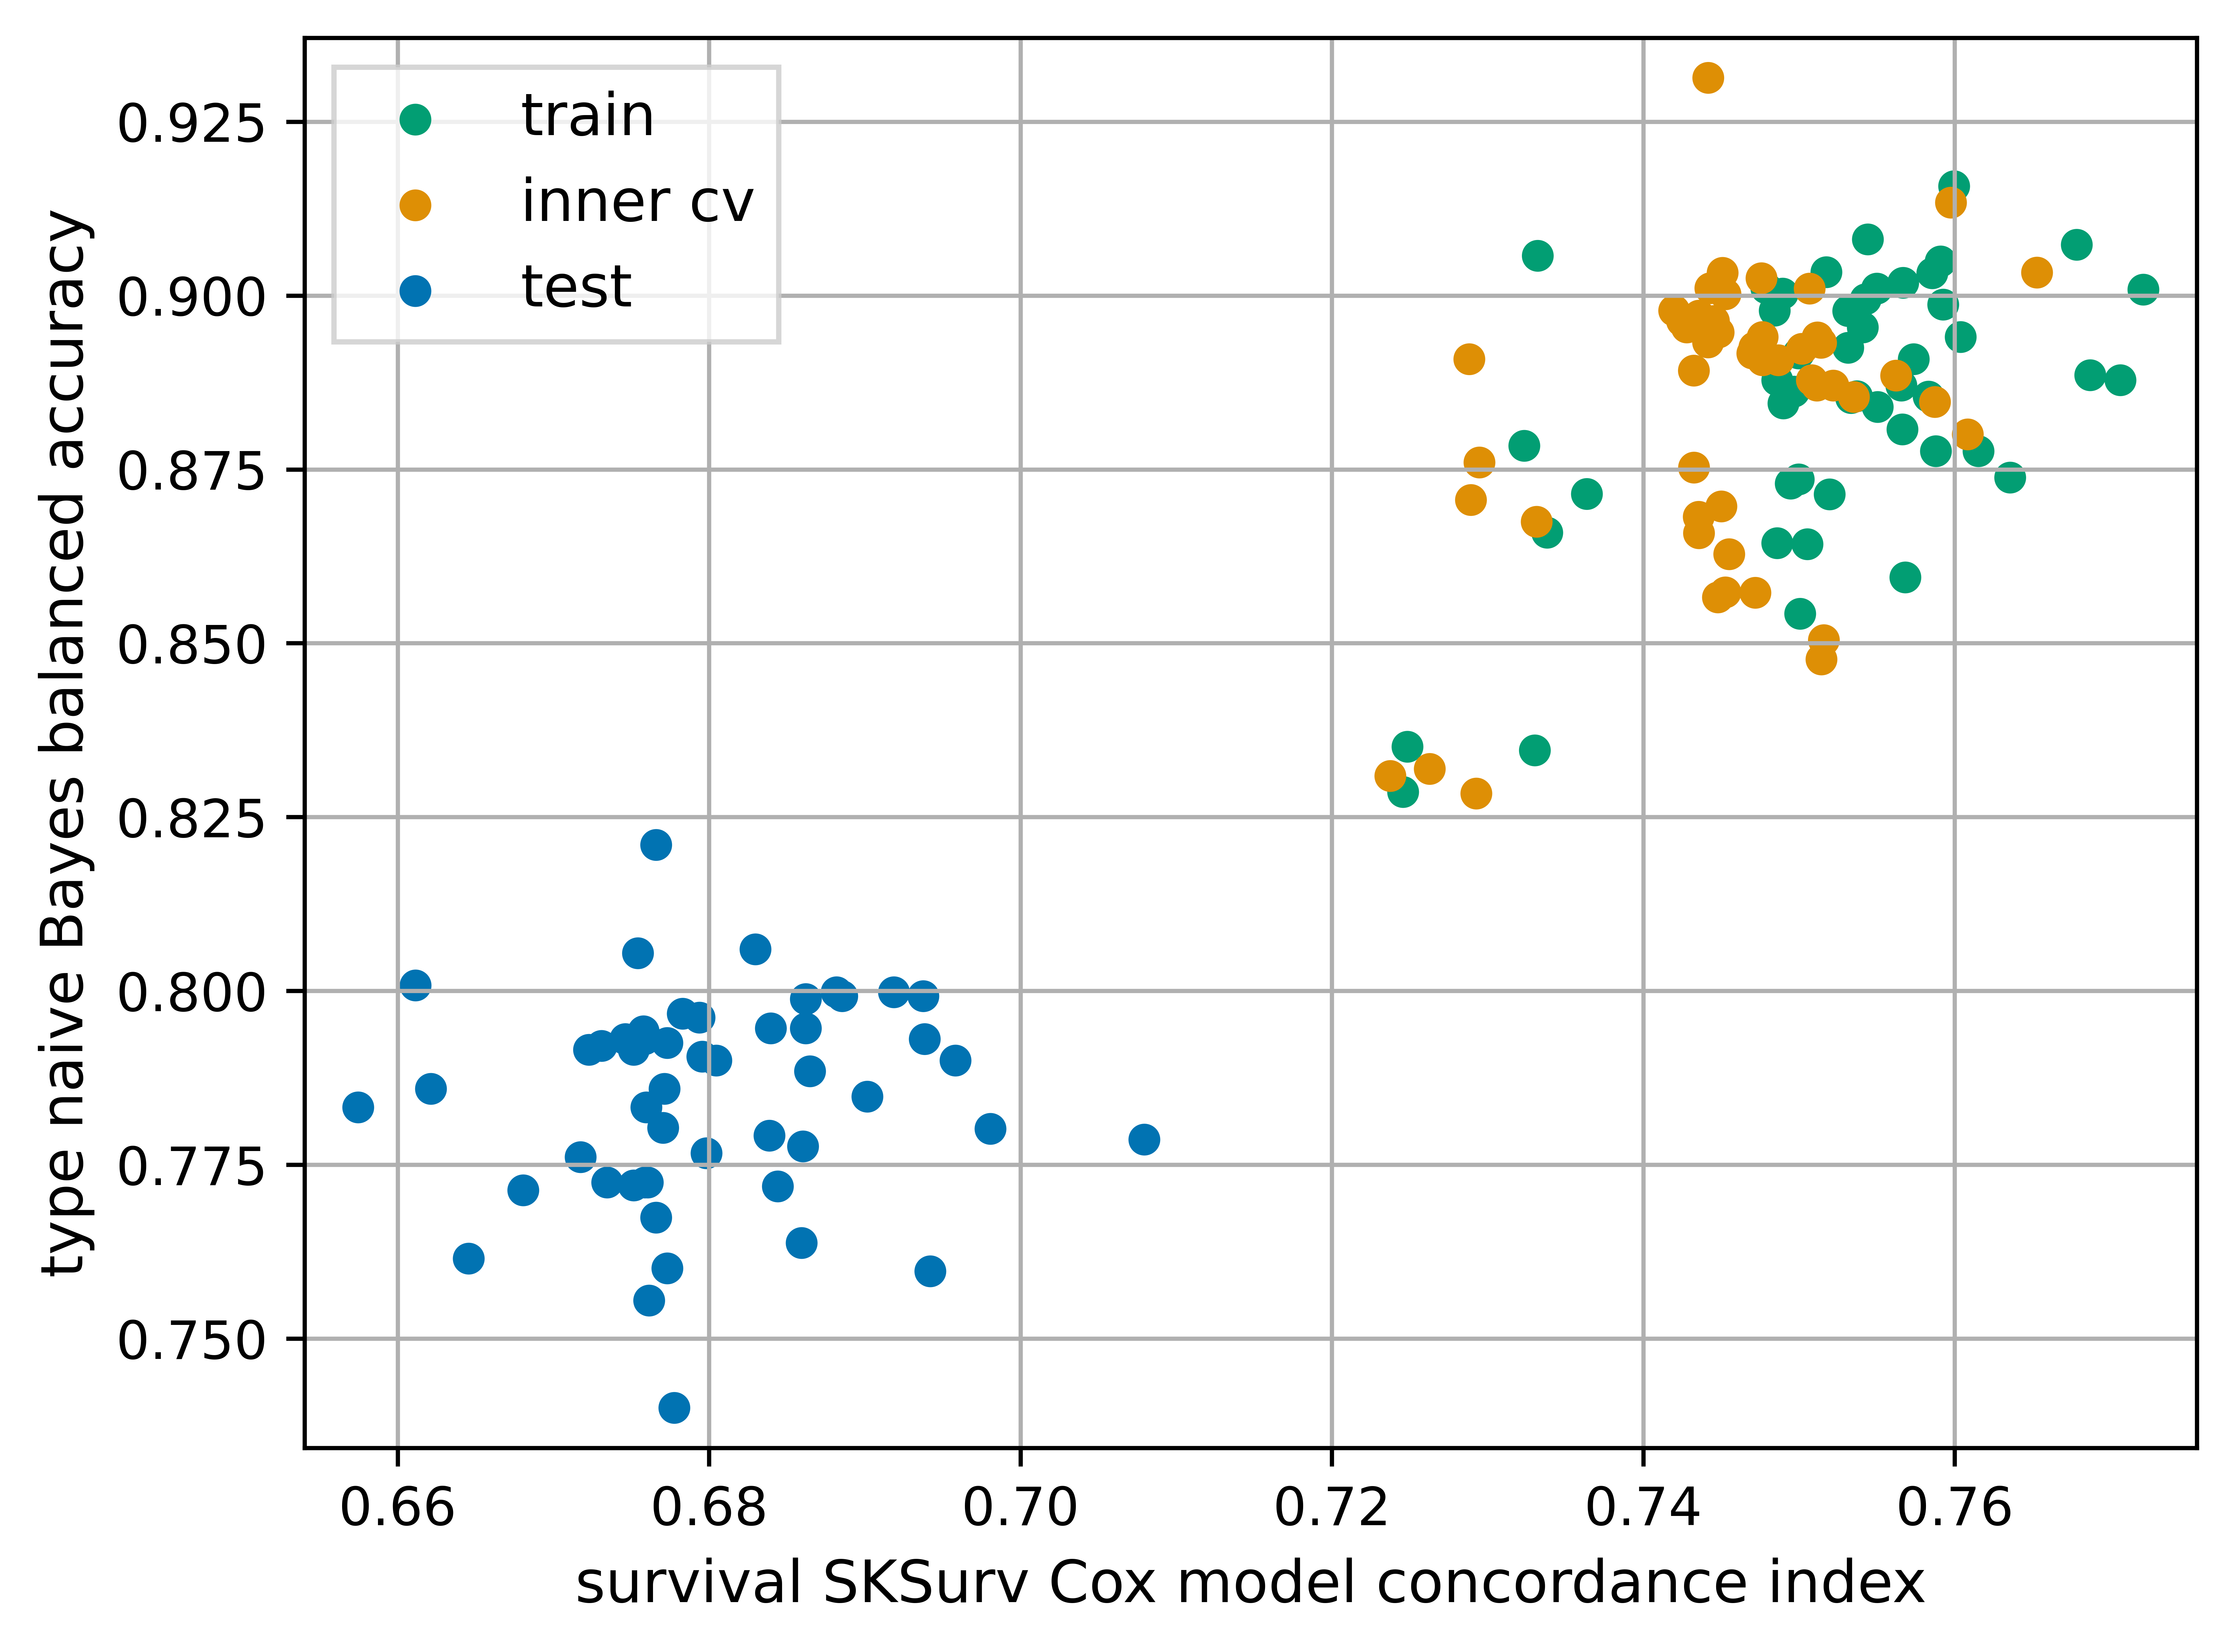 train
inner cv
test
type naive Bayes balanced accuracy
0.925
0.900
0.875
0.850
0.825
0.800
0.775
0.750
0.66 0.68 0.70 0.72 0.74 0.76
survival SKSurv Cox model concordance index